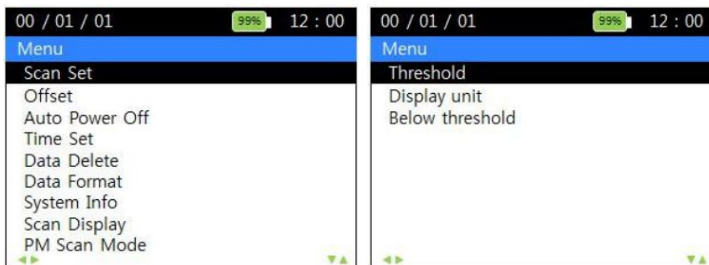 00 / 01 / 01 99% 12 : 00
Menu
Scan Set
Offset
Auto Power Off
Time Set
Data Delete
Data Format
System Info
Scan Display
PM Scan Mode
00 / 01 / 01 99% 12 : 00
Menu
Threshold
Display unit
Below threshold